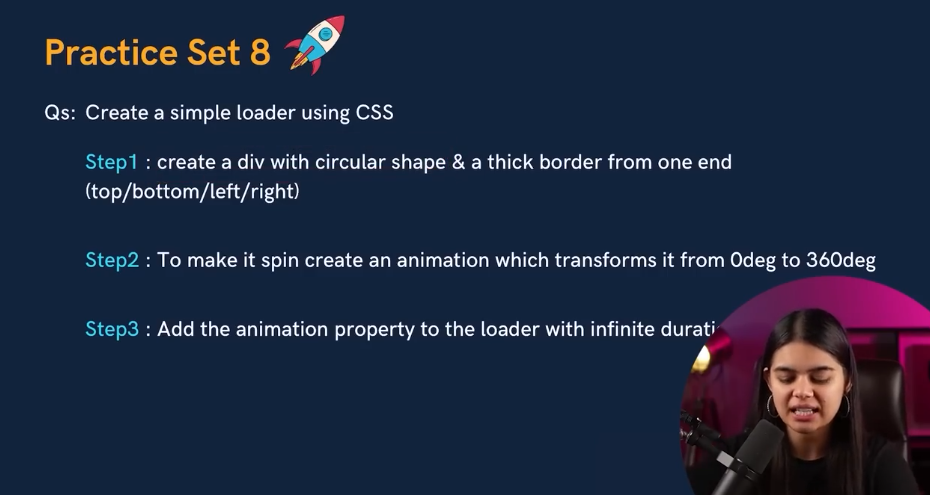 Practice Set 8
Qs: Create a simple loader using CSS
Step1 : create a div with circular shape & a thick border from one end
(top/bottom/left/right)
Step2 : To make it spin create an animation which transforms it from 0deg to 360deg
Step3 : Add the animation property to the loader with infinite